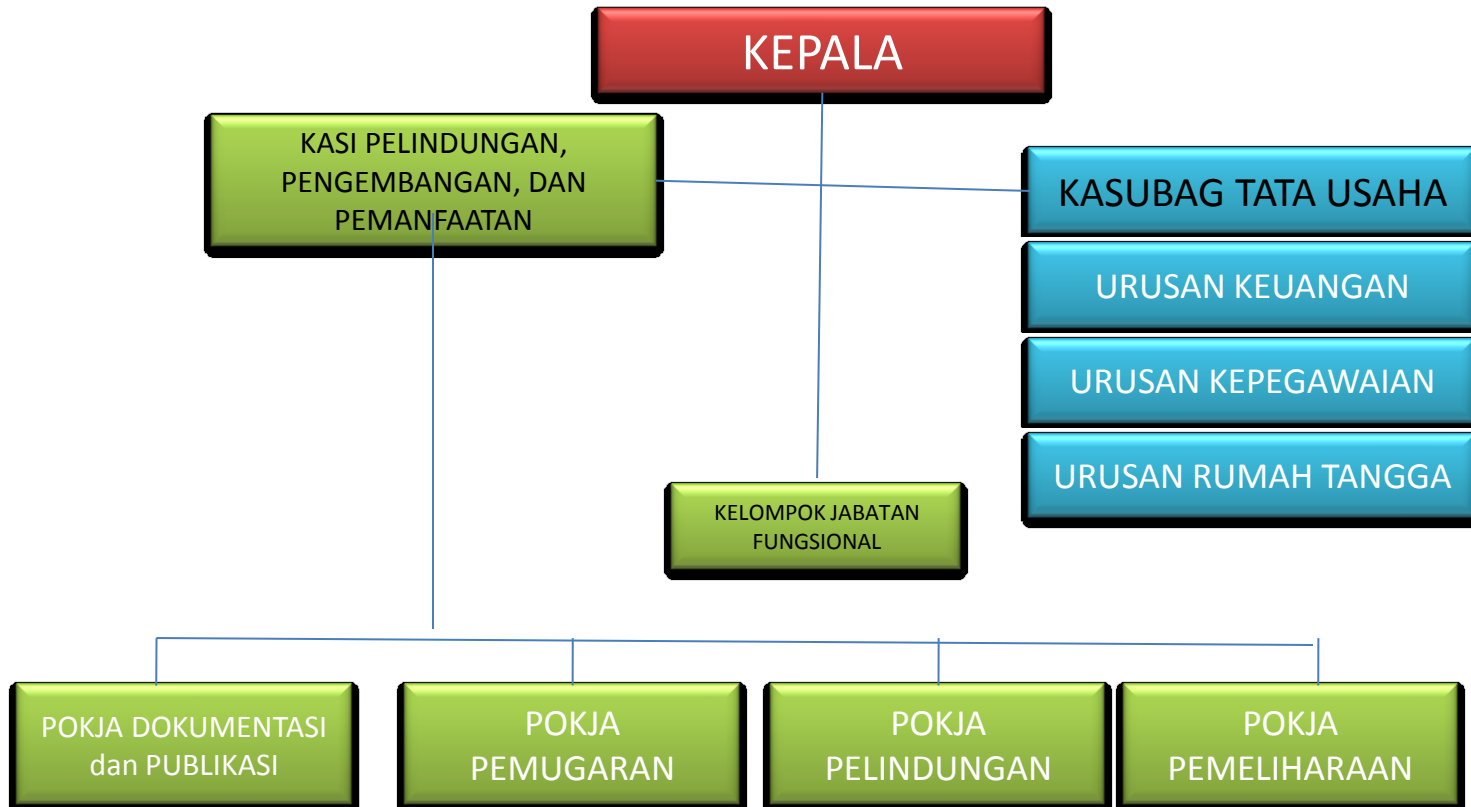 KEPALA
KASI PELINDUNGAN,
PENGEMBANGAN, DAN
PEMANFAATAN
KASUBAG TATA USAHA
URUSAN KEUANGAN
URUSAN KEPEGAWAIAN
URUSAN RUMAH TANGGA
KELOMPOK JABATAN
FUNGSIONAL
POKJA DOKUMENTASI
dan PUBLIKASI
POKJA
PEMUGARAN
POKJA
PELINDUNGAN
POKJA
PEMELIHARAAN